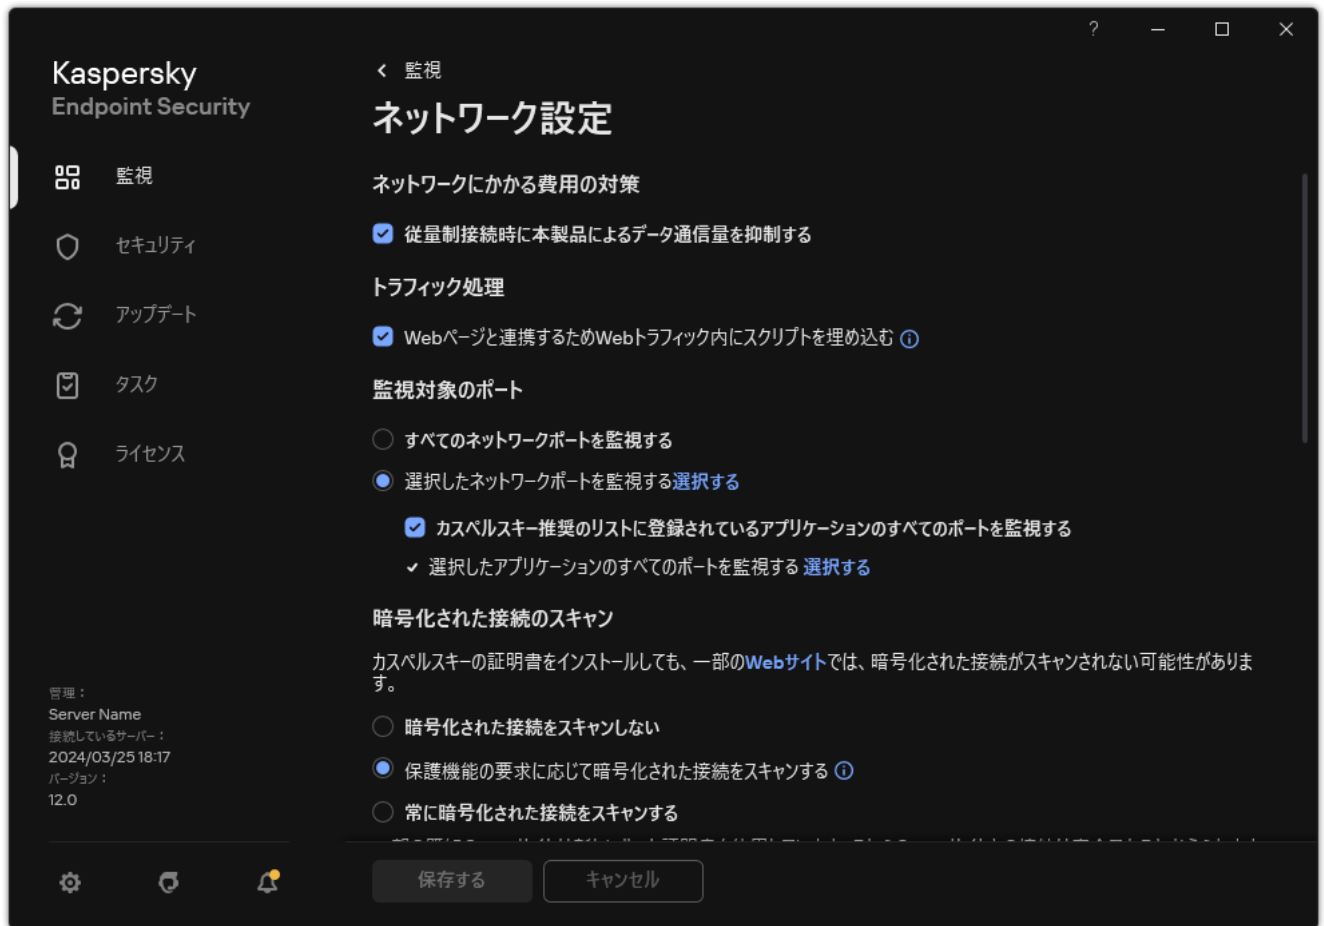 ?
Kaspersky
Endpoint Security
監視
セキュリティ
アップデート
タスク
ライセンス
管理：
Server Name
接続しているサーバー：
2024/03/25 18:17
バージョン：
12.0
監視
ネットワーク設定
ネットワークにかかる費用の対策
従量制接続時に本製品によるデータ通信量を抑制する
トラフィック処理
Webページと連携するためWebトラフィック内にスクリプトを埋め込む
監視対象のポート
すべてのネットワークポートを監視する
選択したネットワークポートを監視する選択する
カスペルスキー推奨のリストに登録されているアプリケーションのすべてのポートを監視する
選択したアプリケーションのすべてのポートを監視する 選択する
暗号化された接続のスキャン
カスペルスキーの証明書をインストールしても、一部のWebサイトでは、暗号化された接続がスキャンされない可能性がありま
す。
暗号化された接続をスキャンしない
保護機能の要求に応じて暗号化された接続をスキャンする
常に暗号化された接続をスキャンする
保存する
キャンセル